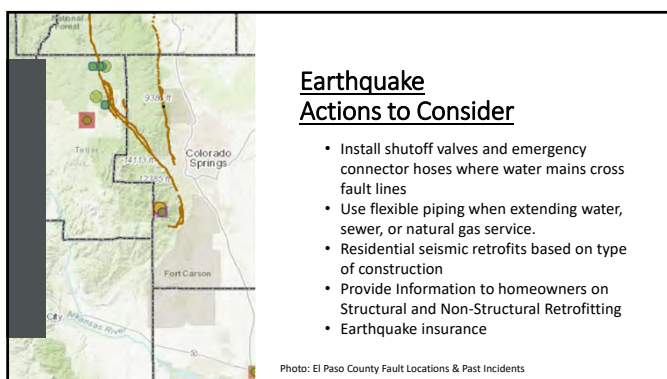 National
Forest
9386 ft
Teller
14113 ft
Colorado
Springs
12385 ft
Fort Carson
City
Arkansas River
50
Earthquake
Actions to Consider
• Install shutoff valves and emergency
connector hoses where water mains cross
fault lines
• Use flexible piping when extending water,
sewer, or natural gas service.
• Residential seismic retrofits based on type
of construction
• Provide Information to homeowners on
Structural and Non-Structural Retrofitting
• Earthquake insurance
Photo: El Paso County Fault Locations & Past Incidents